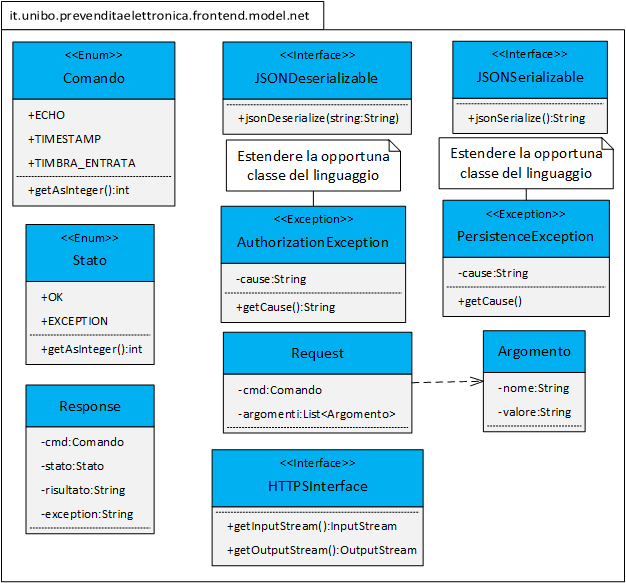 it.unibo.prevenditaelettronica.frontend.model.net
<<Enum>>
Comando
+ECHO
+TIMESTAMP
+TIMBRA_ENTRATA
+getAsInteger():int
<<Interface>>
JSONDeserializable
+jsonDeserialize(string:String)
<<Interface>>
JSONSerializable
+jsonSerialize():String
Estendere la opportuna
classe del linguaggio
Estendere la opportuna
classe del linguaggio
<<Enum>>
Stato
+OK
+EXCEPTION
+getAsInteger():int
<<Exception>>
AuthorizationException
-cause:String
+getCause():String
<<Exception>>
PersistenceException
-cause:String
+getCause()
Request
-cmd:Comando
-argomenti:List<Argomento>
Argomento
-nome:String
-valore:String
Response
-cmd:Comando
-stato:Stato
-risultato:String
-exception:String
<<Interface>>
HTTPSInterface
+getInputStream():InputStream
+getOutputStream():OutputStream